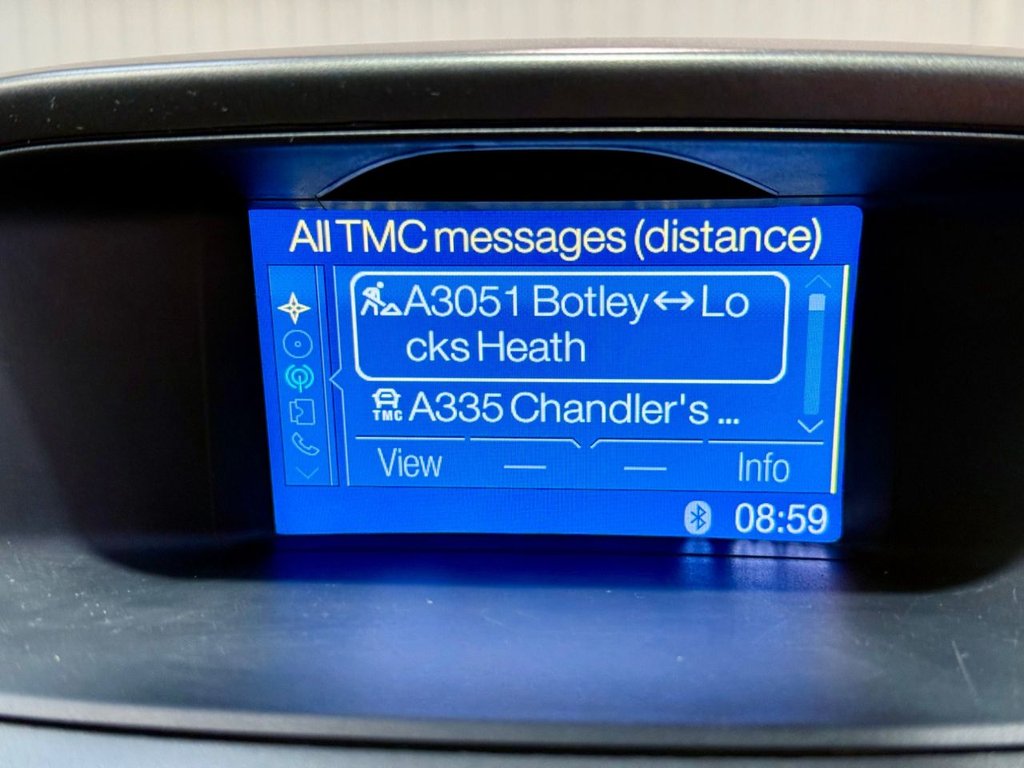 All TMC messages (distance)
A3051 Botley↔Lo
cks Heath
TMC A335 Chandler's ...
View — — Info
08:59